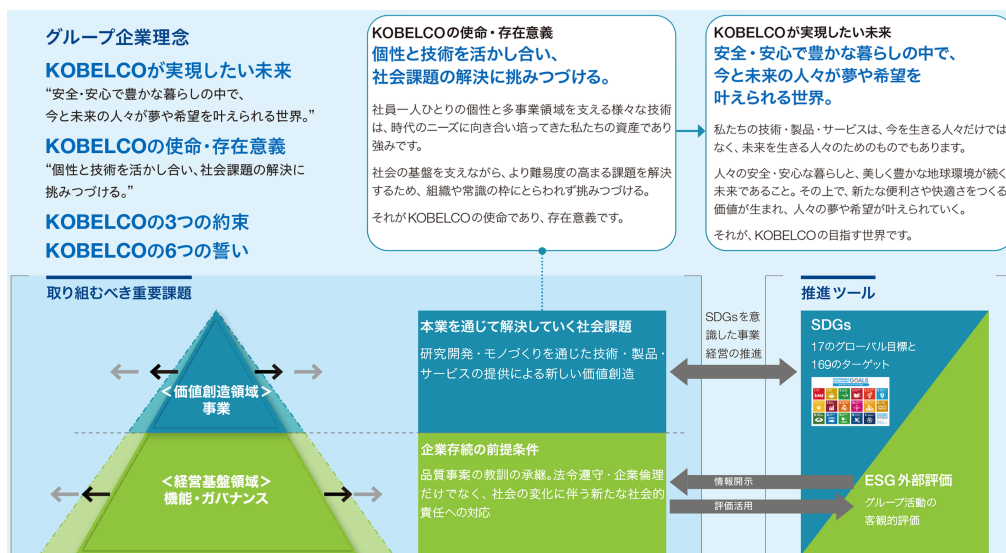 グループ企業理念
KOBELCOが実現したい未来
“安全・安心で豊かな暮らしの中で、
今と未来の人々が夢や希望を叶えられる世界。”
KOBELCOの使命・存在意義
“個性と技術を活かし合い、社会課題の解決に
挑みつづける。”
KOBELCOの3つの約束
KOBELCOの6つの誓い
KOBELCOの使命・存在意義
個性と技術を活かし合い、
社会課題の解決に挑みつづける。
社員一人ひとりの個性と多事業領域を支える様々な技術
は、時代のニーズに向き合い培ってきた私たちの資産であり
強みです。
社会の基盤を支えながら、より難易度の高まる課題を解決
するため、組織や常識の枠にとらわれず挑みつづける。
それがKOBELCOの使命であり、存在意義です。
KOBELCOが実現したい未来
安全・安心で豊かな暮らしの中で、
今と未来の人々が夢や希望を
叶えられる世界。
私たちの技術・製品・サービスは、今を生きる人々だけでは
なく、未来を生きる人々のためのものでもあります。
人々の安全・安心な暮らしと、美しく豊かな地球環境が続く
未来であること。その上で、新たな便利さや快適さをつくる
価値が生まれ、人々の夢や希望が叶えられていく。
それが、KOBELCOの目指す世界です。
取り組むべき重要課題
＜価値創造領域＞
事業
＜経営基盤領域＞
機能・ガバナンス
本業を通じて解決していく社会課題
研究開発・モノづくりを通じた技術・製品・
サービスの提供による新しい価値創造
企業存続の前提条件
品質事案の教訓の承継。法令遵守・企業倫理
だけでなく、社会の変化に伴う新たな社会的
責任への対応
SDGsを意
識した事業
経営の推進
情報開示
評価活用
推進ツール
SDGs
17のグローバル目標と
169のターゲット
GOALS
ESG外部評価
グループ活動の
客観的評価